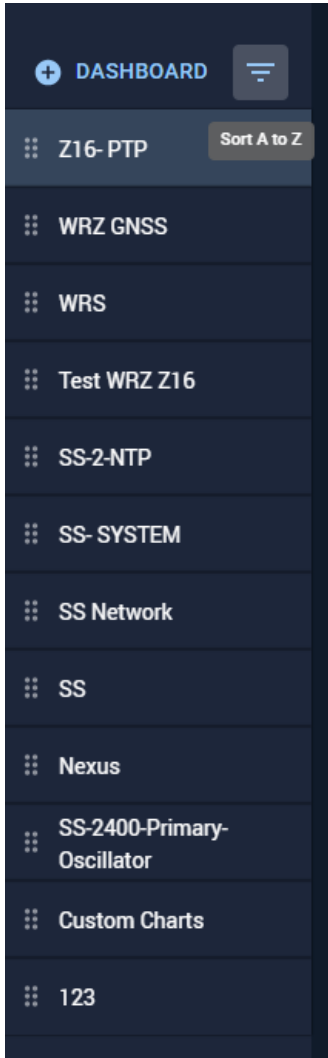 DASHBOARD
Sort A to Z
Z16- PTP
WRZ GNSS
WRS
Test WRZ Z16
SS-2-NTP
SS- SYSTEM
SS Network
SS
Nexus
SS-2400-Primary-
Oscillator
Custom Charts
123